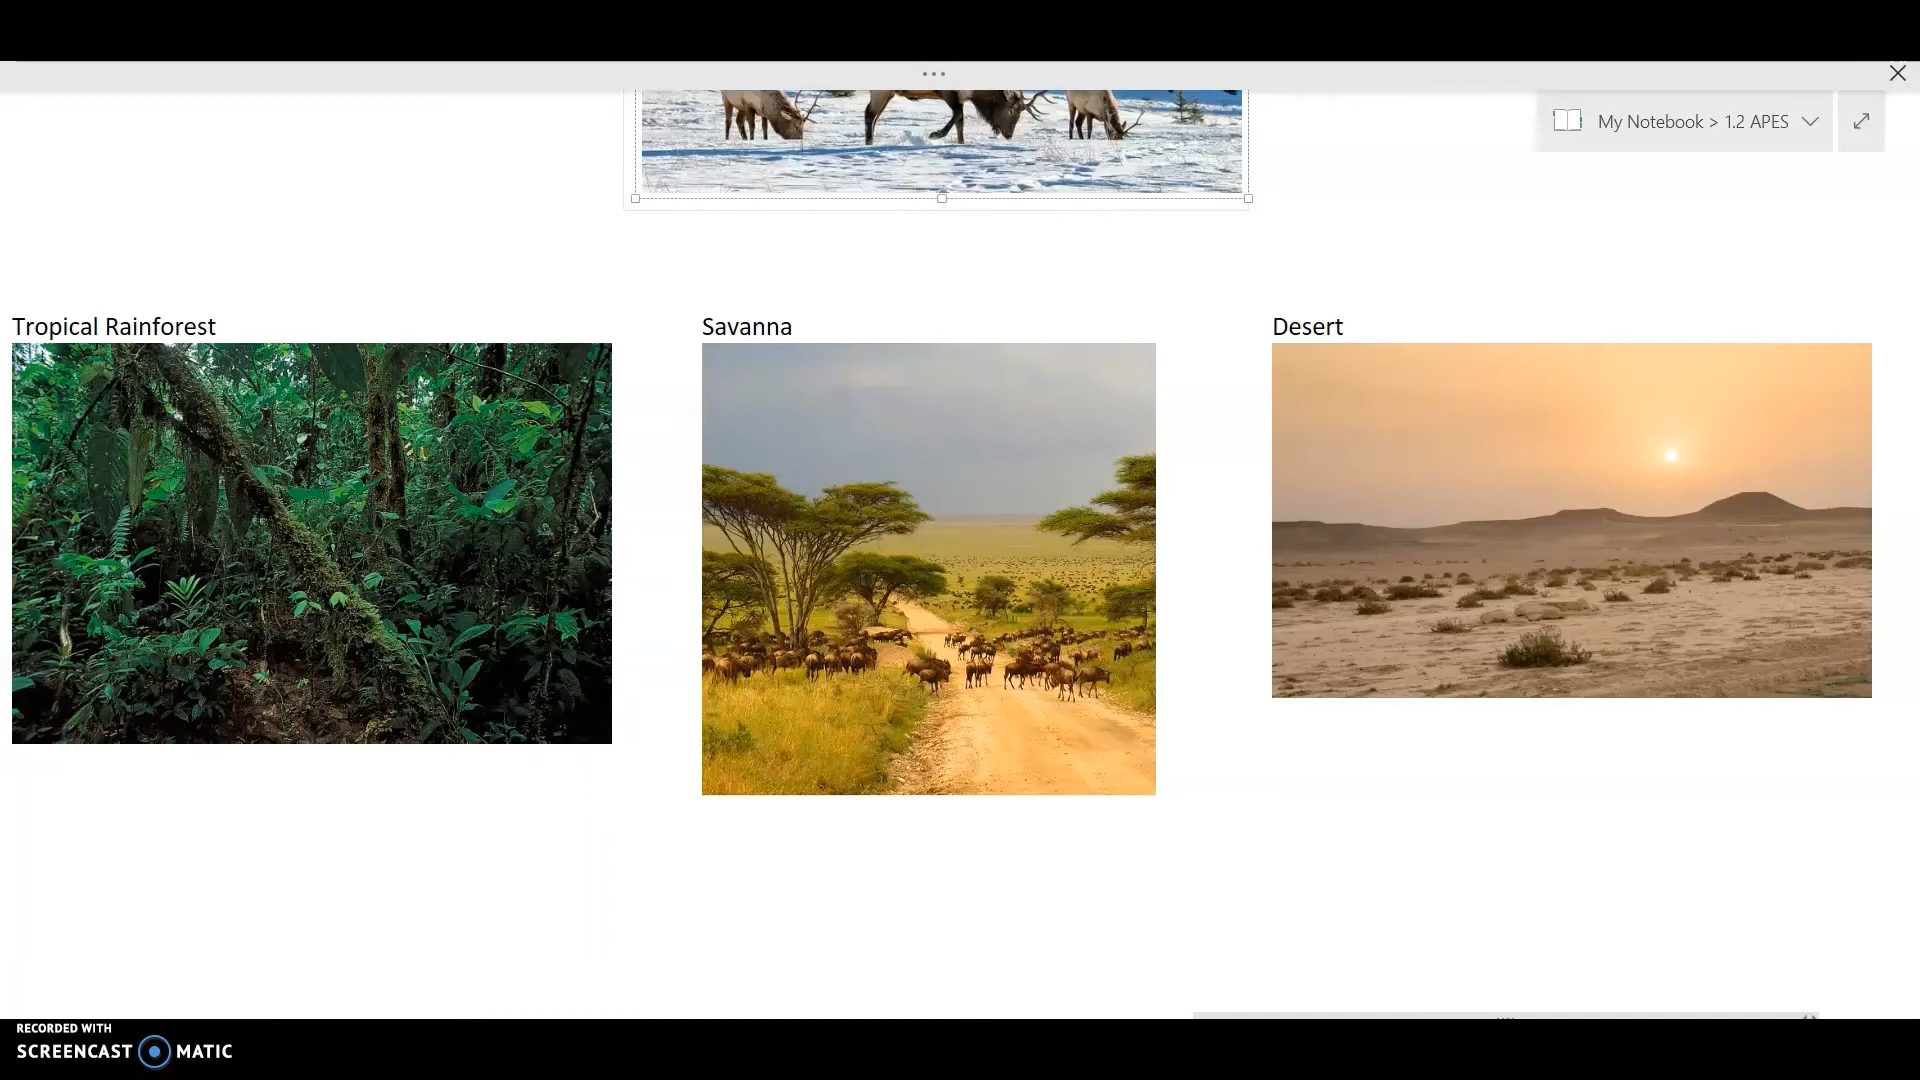 My Notebook > 1.2 APES
Tropical Rainforest
Savanna
Desert
RECORDED WITH
SCREENCAST MATIC